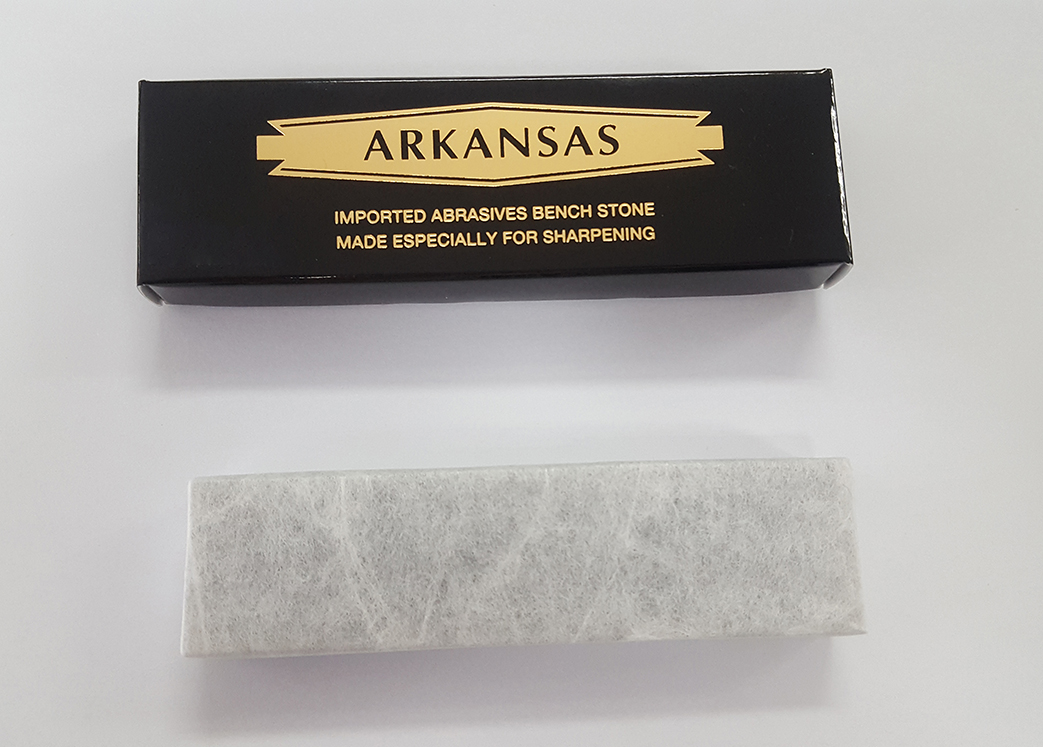 ARKANSAS
IMPORTED ABRASIVES BENCH STONE
MADE ESPECIALLY FOR SHARPENING